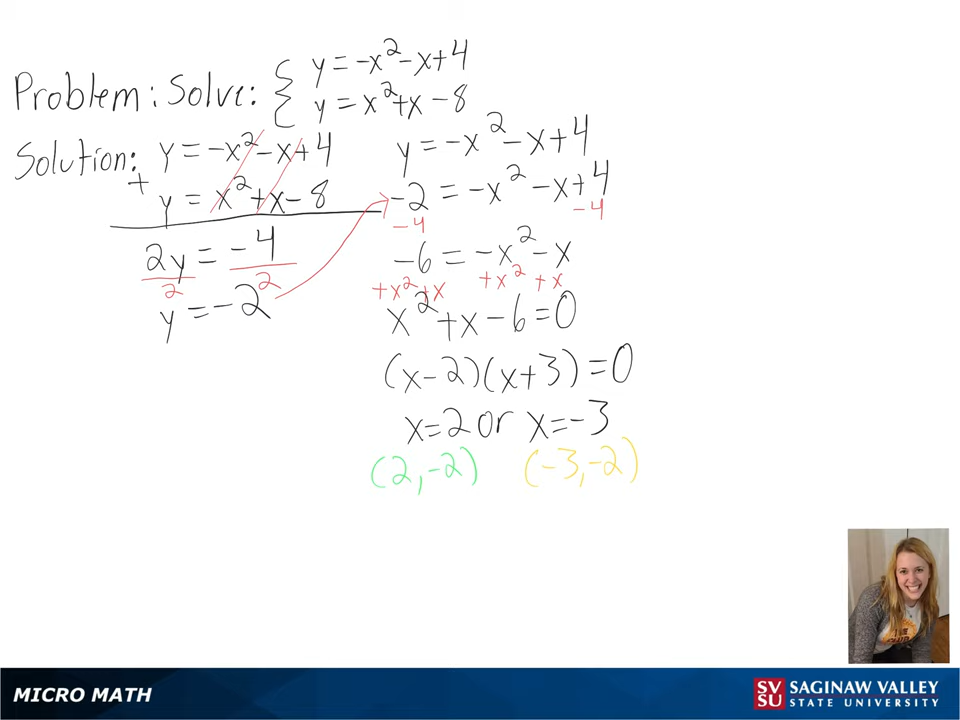 Problem: Solve: { y = -x² - x + 4
y = x² + x - 8
Solution: y = -x² - x + 4
+ y = x² + x - 8
2y = -4
2 2
y = -2
y = -x² - x + 4
-2 = -x² - x + 4
-4 -4
-6 = -x² - x
+x² +x +x² +x
x² + x - 6 = 0
(x - 2)(x + 3) = 0
x = 2 or x = -3
(2, -2) (-3, -2)
MICRO MATH
SVSU SAGINAW VALLEY
STATE UNIVERSITY